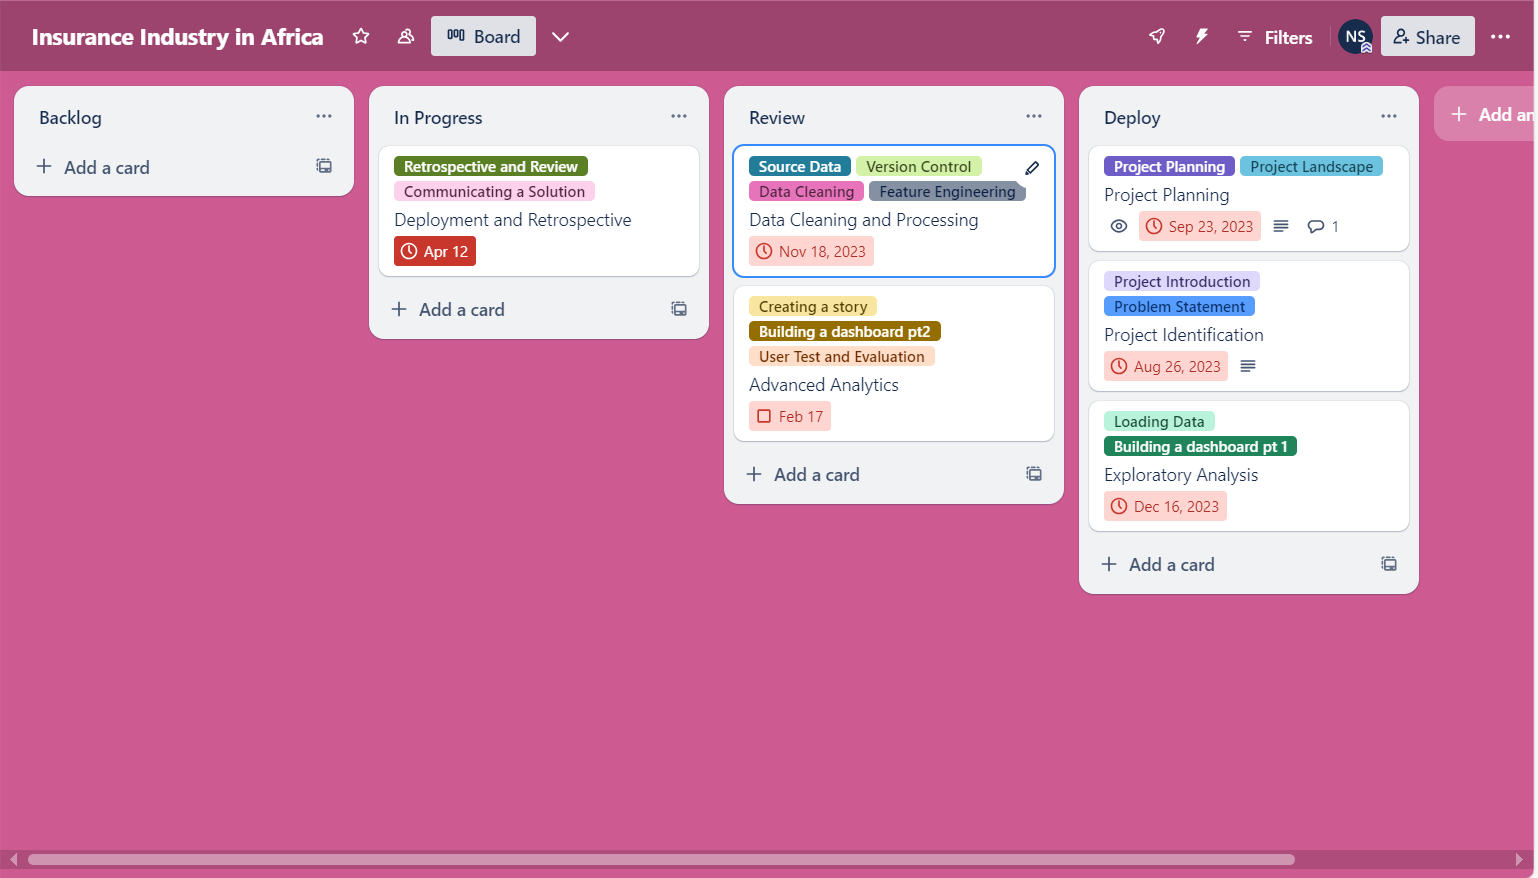 Insurance Industry in Africa
Board
Filters
NS
Share
Backlog
Add a card
In Progress
Retrospective and Review
Communicating a Solution
Deployment and Retrospective
Apr 12
Add a card
Review
Source Data
Version Control
Data Cleaning
Feature Engineering
Data Cleaning and Processing
Nov 18, 2023
Creating a story
Building a dashboard pt2
User Test and Evaluation
Advanced Analytics
Feb 17
Add a card
Deploy
Project Planning
Project Landscape
Project Planning
Sep 23, 2023
1
Project Introduction
Problem Statement
Project Identification
Aug 26, 2023
Loading Data
Building a dashboard pt 1
Exploratory Analysis
Dec 16, 2023
Add a card
Add an